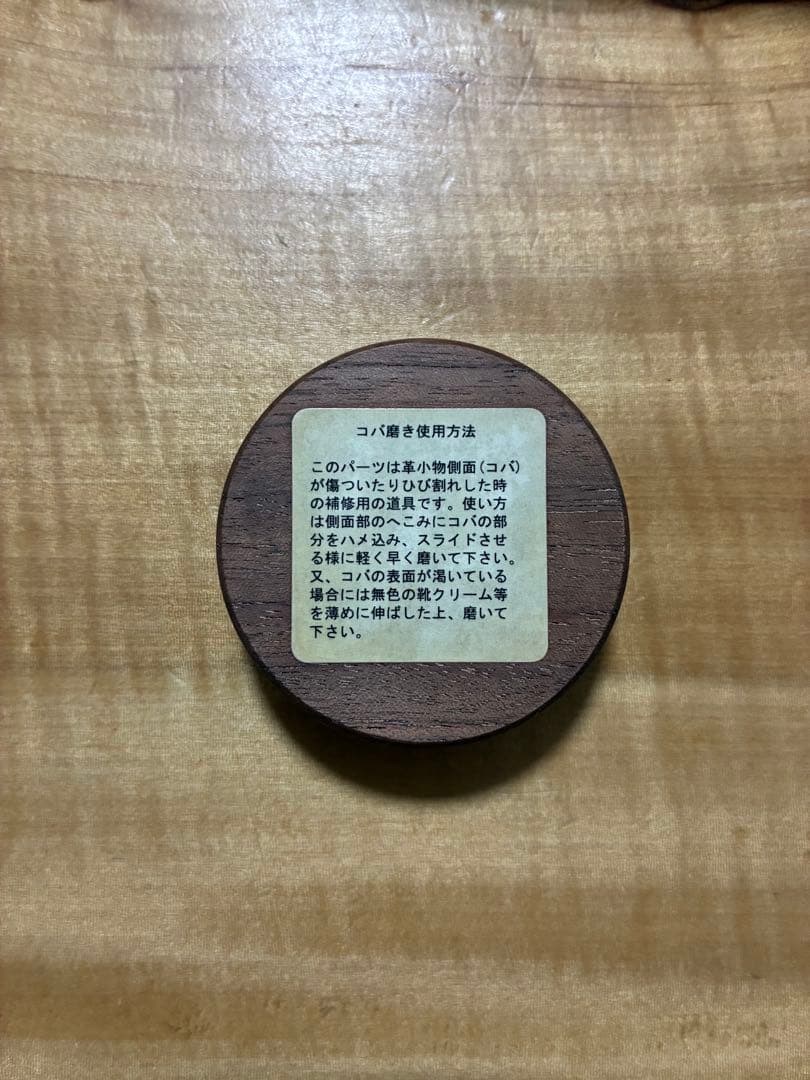 コバ磨き使用方法
このパーツは革小物側面(コバ)
が傷ついたりひび割れした時
の補修用の道具です。使い方
は側面部のへこみにコバの部
分をハメ込み、スライドさせ
る様に軽く早く磨いて下さい。
又、コバの表面が渇いている
場合には無色の靴クリーム等
を薄めに伸ばした上、磨いて
下さい。